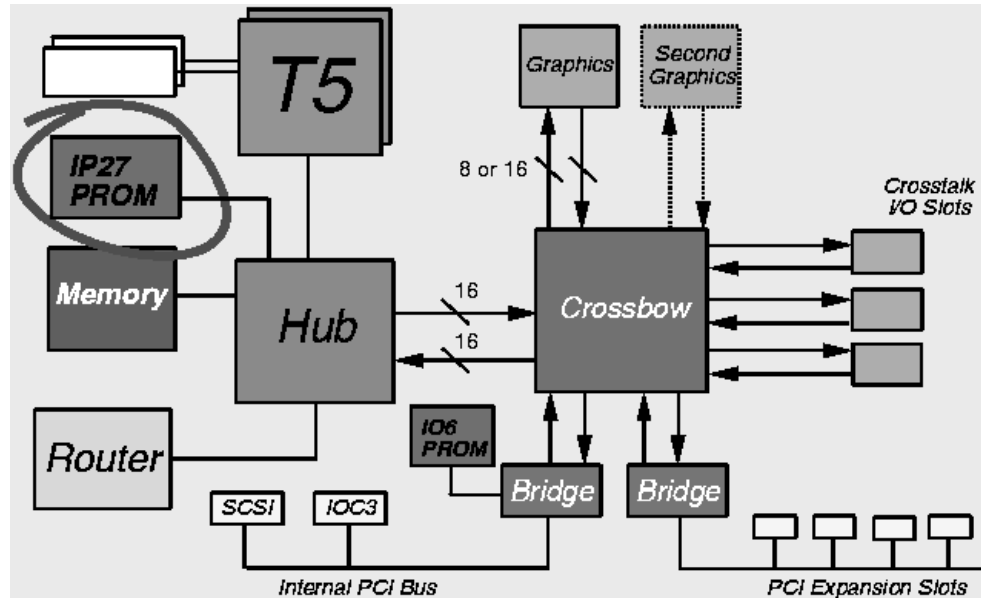 T5
Graphics
Second
Graphics
IP27
PROM
8 or 16
Crosstalk
I/O Slots
Memory
Hub
16
16
Crossbow
Router
IO6
PROM
Bridge
Bridge
SCSI
IOC3
Internal PCI Bus
PCI Expansion Slots